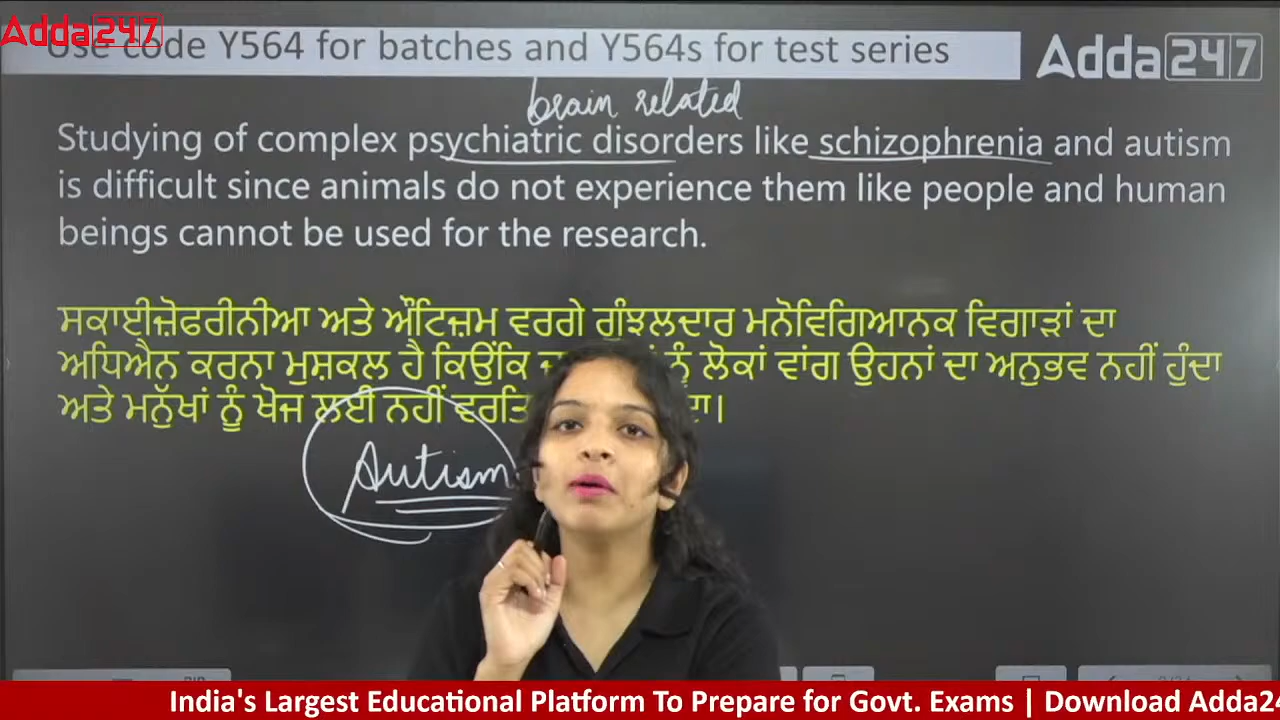 Adda247
Use code Y564 for batches and Y564s for test series
Adda247
brain related
Studying of complex psychiatric disorders like schizophrenia and autism
is difficult since animals do not experience them like people and human
beings cannot be used for the research.
ਸਕਾਈਜ਼ੋਫਰੀਨੀਆ ਅਤੇ ਔਟਿਜ਼ਮ ਵਰਗੇ ਗੁੰਝਲਦਾਰ ਮਨੋਵਿਗਿਆਨਕ ਵਿਗਾੜਾਂ ਦਾ
ਅਧਿਐਨ ਕਰਨਾ ਮੁਸ਼ਕਲ ਹੈ ਕਿਉਂਕਿ ਨੂੰ ਲੋਕਾਂ ਵਾਂਗ ਉਹਨਾਂ ਦਾ ਅਨੁਭਵ ਨਹੀਂ ਹੁੰਦਾ
ਅਤੇ ਮਨੁੱਖਾਂ ਨੂੰ ਖੋਜ ਲਈ ਨਹੀਂ
Autism
India's Largest Educational Platform To Prepare for Govt. Exams | Download Adda24